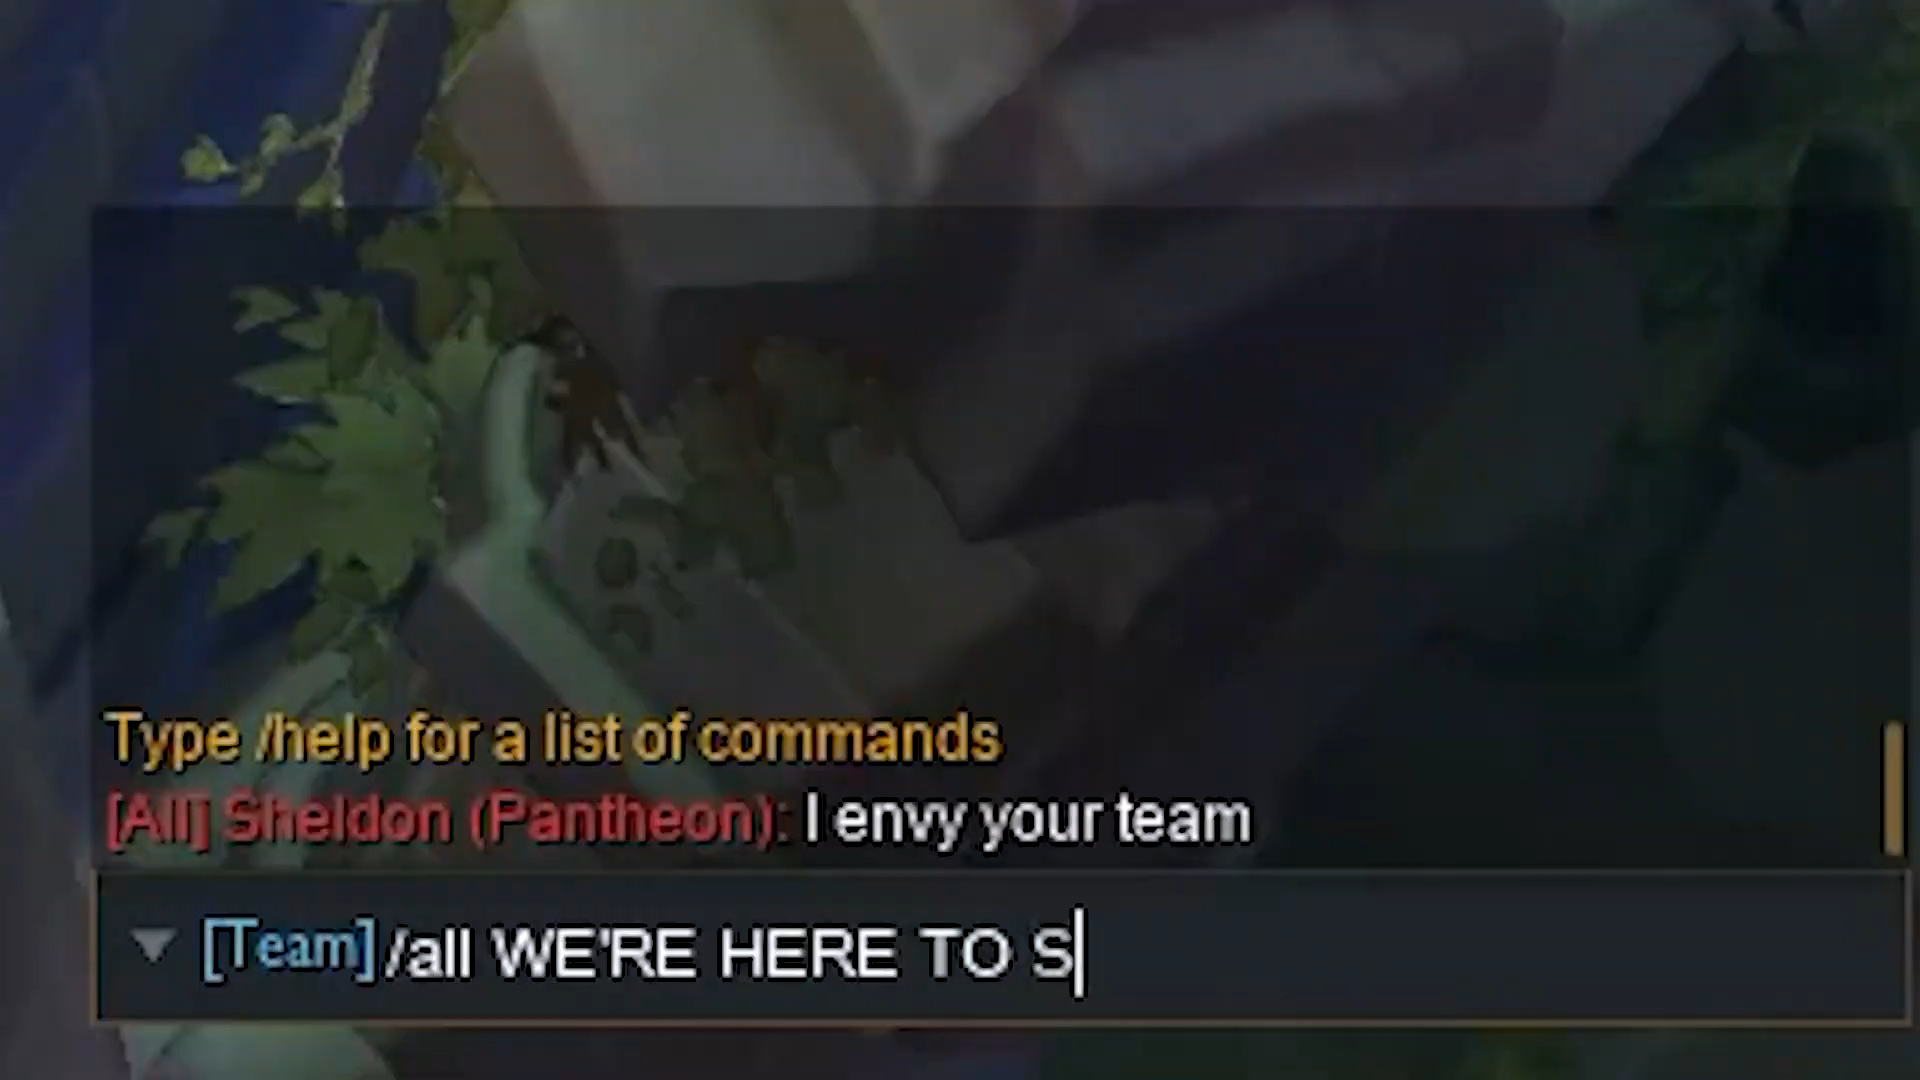 Type /help for a list of commands
[All] Sheldon (Pantheon): I envy your team
[Team] /all WE'RE HERE TO S